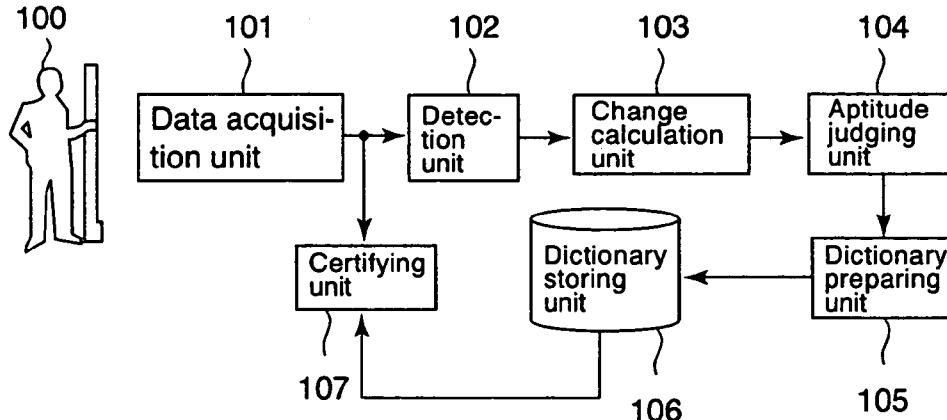 100
101
102
103
104
Data acquisi-
tion unit
Detec-
tion
unit
Change
calculation
unit
Aptitude
judging
unit
Certifying
unit
Dictionary
storing
unit
Dictionary
preparing
unit
107
106
105